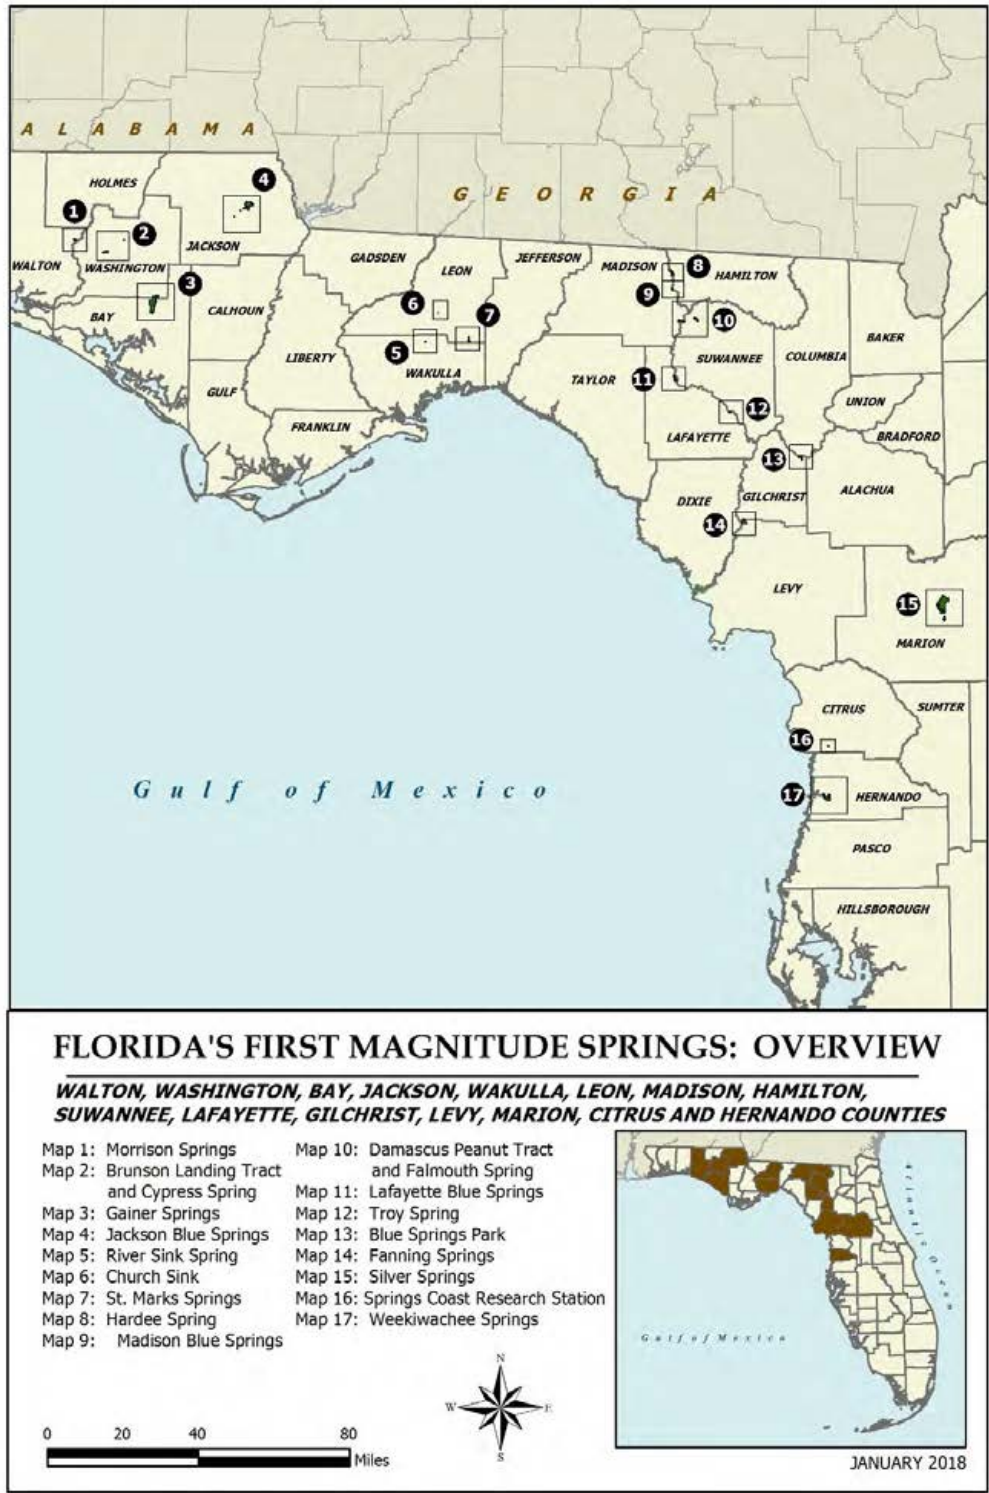 ALABAMA
GEORGIA
HOLMES
4
1
2
JACKSON
WALTON
WASHINGTON
3
BAY
CALHOUN
GADSDEN
LEON
JEFFERSON
MADISON
8
HAMILTON
9
6
7
10
5
WAKULLA
LIBERTY
GULF
FRANKLIN
TAYLOR
11
SUWANNEE
COLUMBIA
BAKER
12
LAFAYETTE
UNION
BRADFORD
13
GILCHRIST
ALACHUA
DIXIE
14
LEVY
15
MARION
CITRUS
SUMTER
16
17
HERNANDO
PASCO
HILLSBOROUGH
Gulf of Mexico
FLORIDA'S FIRST MAGNITUDE SPRINGS: OVERVIEW
WALTON, WASHINGTON, BAY, JACKSON, WAKULLA, LEON, MADISON, HAMILTON,
SUWANNEE, LAFAYETTE, GILCHRIST, LEVY, MARION, CITRUS AND HERNANDO COUNTIES
Map 1: Morrison Springs
Map 2: Brunson Landing Tract
and Cypress Spring
Map 3: Gainer Springs
Map 4: Jackson Blue Springs
Map 5: River Sink Spring
Map 6: Church Sink
Map 7: St. Marks Springs
Map 8: Hardee Spring
Map 9: Madison Blue Springs
Map 10: Damascus Peanut Tract
and Falmouth Spring
Map 11: Lafayette Blue Springs
Map 12: Troy Spring
Map 13: Blue Springs Park
Map 14: Fanning Springs
Map 15: Silver Springs
Map 16: Springs Coast Research Station
Map 17: Weekiwachee Springs
Atlantic Ocean
Gulf of Mexico
N
W E
S
0 20 40 80
Miles
JANUARY 2018